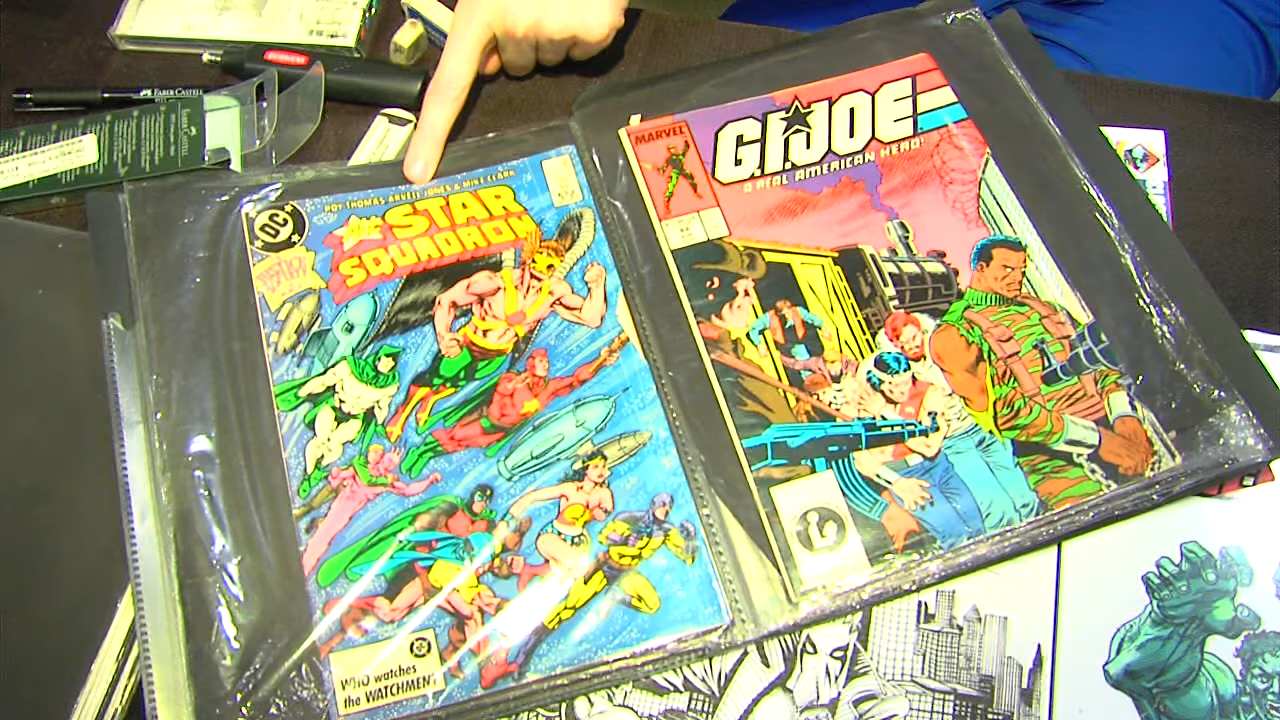 FABER CASTELL
DC
ROY THOMAS ARVELL JONES & MIKE CLARK
ALL STAR
SQUADRON
WHO watches
the WATCHMEN?
MARVEL
G.I. JOE
A REAL AMERICAN HERO!